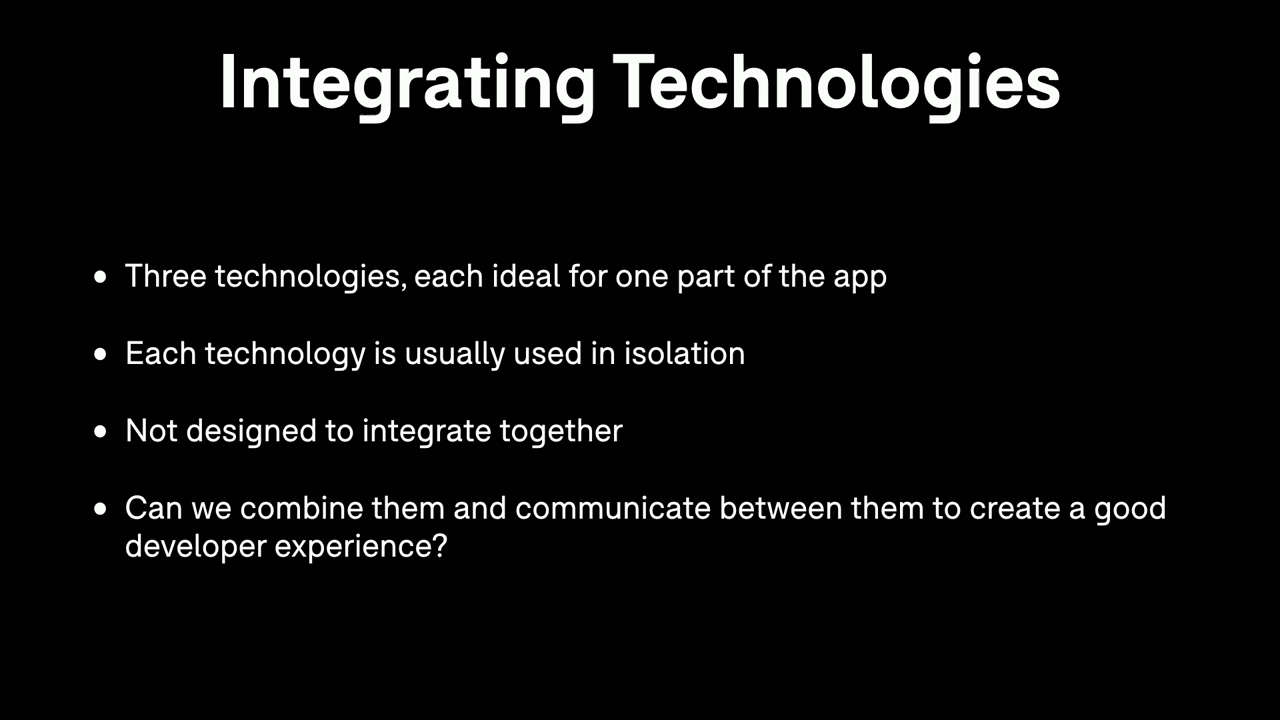 Integrating Technologies
• Three technologies, each ideal for one part of the app
• Each technology is usually used in isolation
• Not designed to integrate together
• Can we combine them and communicate between them to create a good
developer experience?